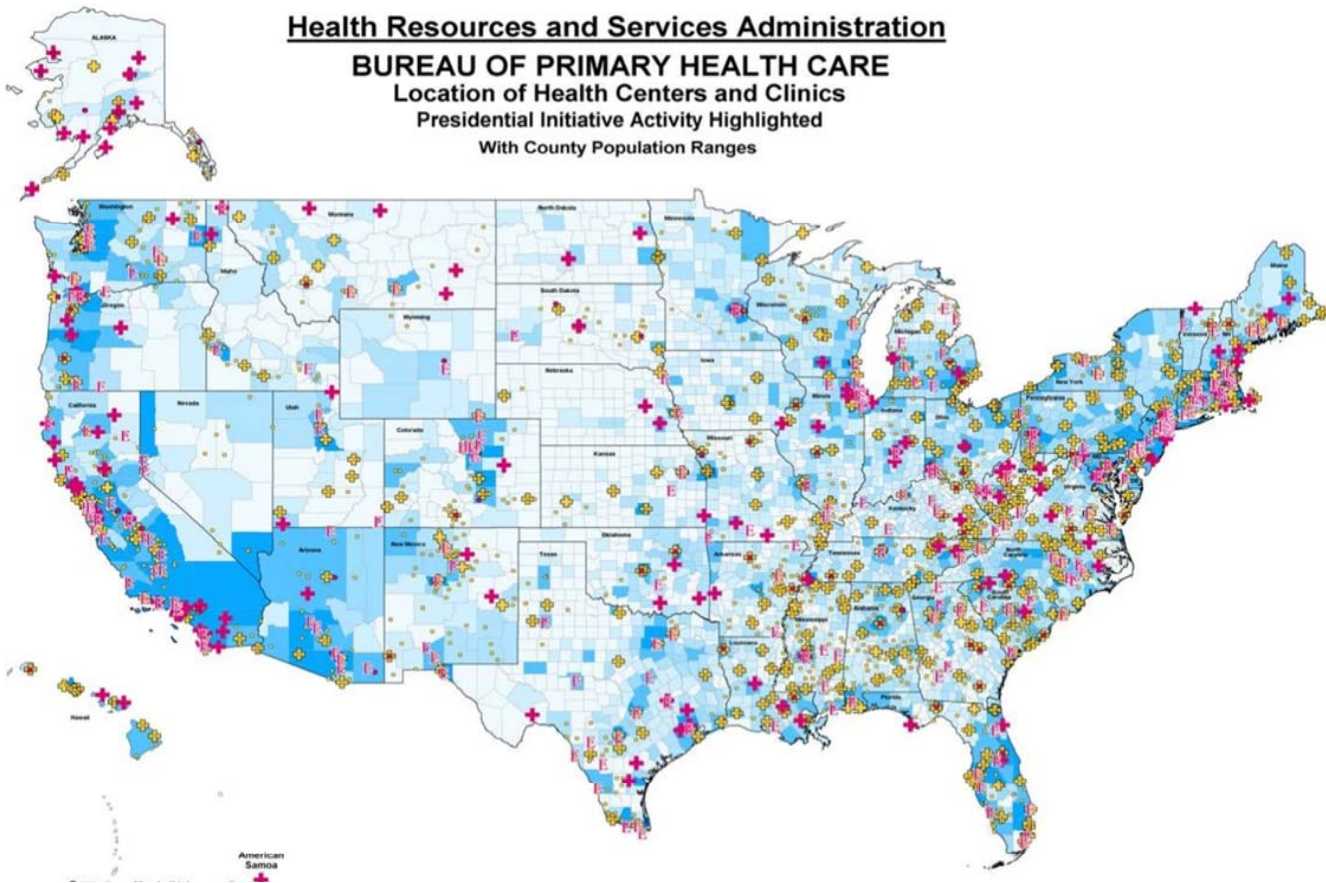 Health Resources and Services Administration
BUREAU OF PRIMARY HEALTH CARE
Location of Health Centers and Clinics
Presidential Initiative Activity Highlighted
With County Population Ranges
ALASKA
Washington
Montana
North Dakota
Minnesota
Maine
Idaho
Oregon
South Dakota
Wisconsin
Michigan
Vermont
NH
Wyoming
New York
Iowa
Nebraska
Pennsylvania
California
Nevada
Utah
Illinois
Indiana
Ohio
Colorado
Missouri
Kansas
Virginia
Kentucky
Oklahoma
Arizona
New Mexico
Texas
Arkansas
Tennessee
North
Carolina
South
Carolina
Georgia
Alabama
Mississippi
Louisiana
Florida
Hawaii
American
Samoa